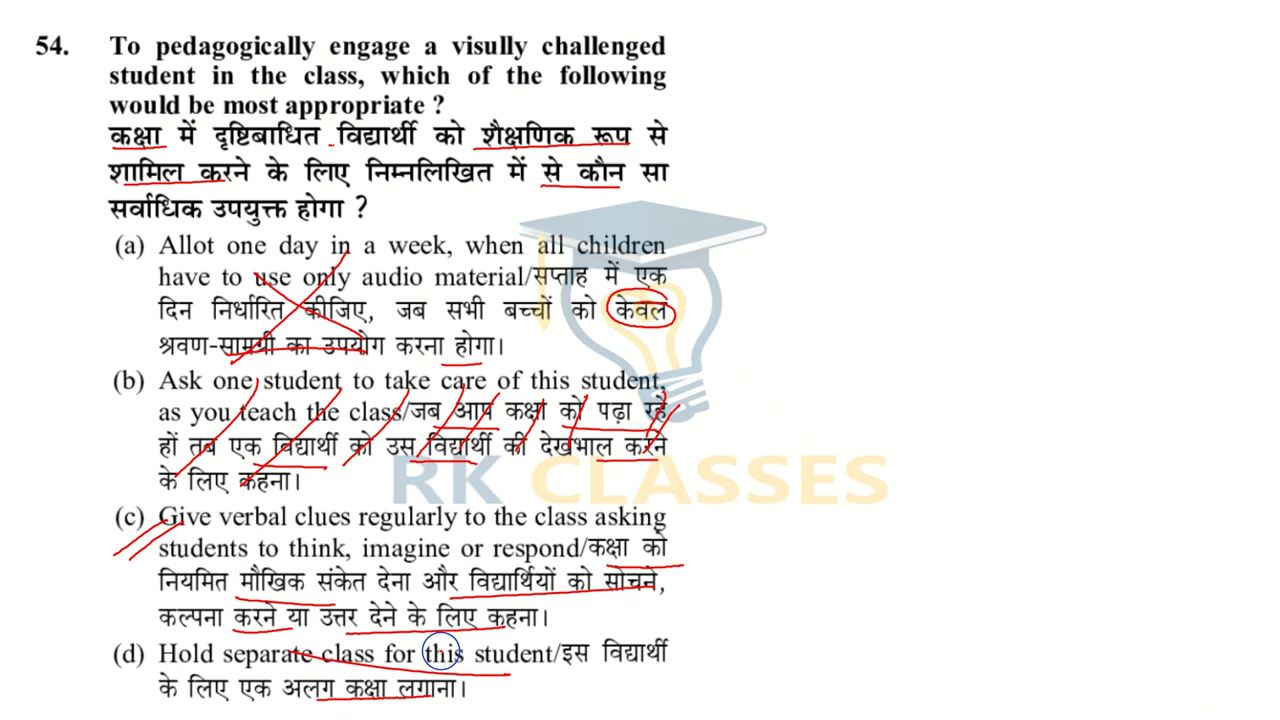 54. To pedagogically engage a visully challenged
student in the class, which of the following
would be most appropriate ?
कक्षा में दृष्टिबाधित विद्यार्थी को शैक्षणिक रूप से
शामिल करने के लिए निम्नलिखित में से कौन सा
सर्वाधिक उपयुक्त होगा ?
(a) Allot one day in a week, when all children
have to use only audio material/सप्ताह में एक
दिन निर्धारित कीजिए, जब सभी बच्चों को केवल
श्रवण-सामग्री का उपयोग करना होगा।
(b) Ask one student to take care of this student,
as you teach the class/जब आप कक्षा को पढ़ा रहे
हों तब एक विद्यार्थी को उस विद्यार्थी की देखभाल करने
के लिए कहना।
RK CLASSES
(c) Give verbal clues regularly to the class asking
students to think, imagine or respond/कक्षा को
नियमित मौखिक संकेत देना और विद्यार्थियों को सोचने,
कल्पना करने या उत्तर देने के लिए कहना।
(d) Hold separate class for this student/इस विद्यार्थी
के लिए एक अलग कक्षा लगाना।